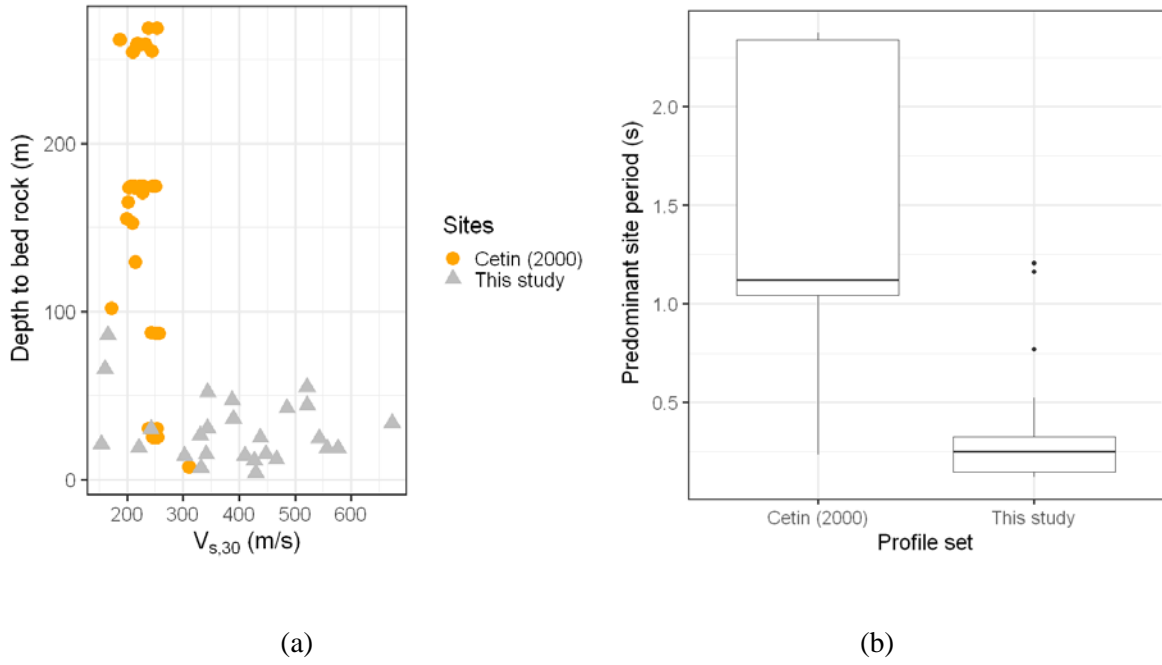 200
100
0
Depth to bed rock (m)
200 300 400 500 600
Vs,30 (m/s)
Sites
Cetin (2000)
This study
2.0
1.5
1.0
0.5
Predominant site period (s)
Cetin (2000) This study
Profile set
(a) (b)